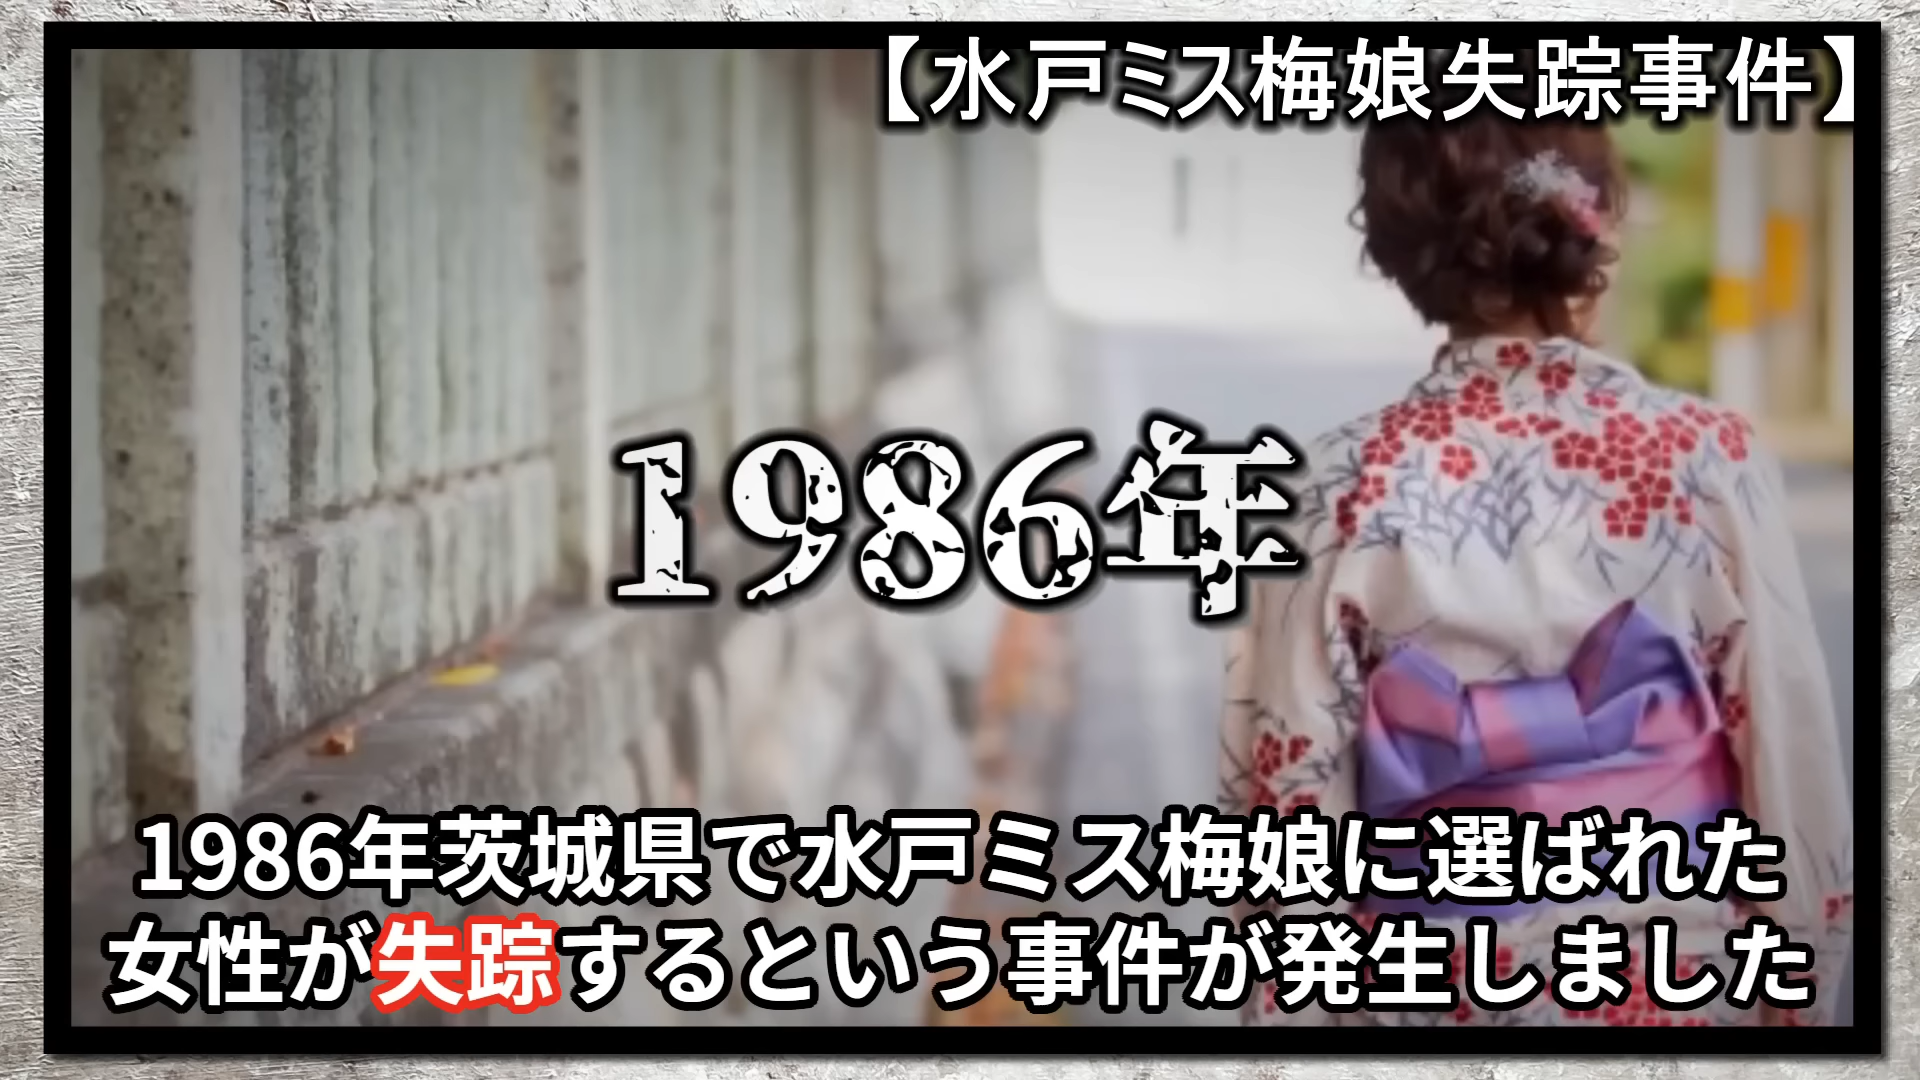 【水戸ミス梅娘失踪事件】
1986年
1986年茨城県で水戸ミス梅娘に選ばれた
女性が失踪するという事件が発生しました